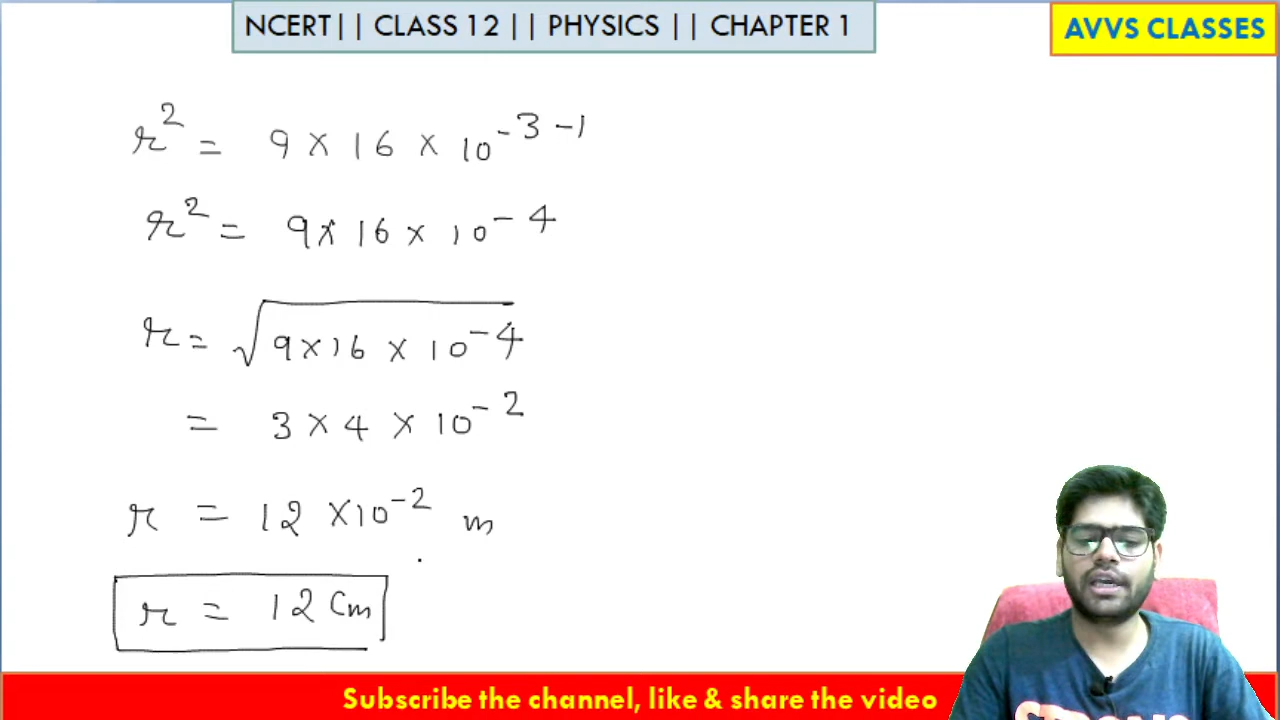 NCERT|| CLASS 12 || PHYSICS || CHAPTER 1
AVVS CLASSES
r² = 9 × 16 × 10⁻³⁻¹
r² = 9 × 16 × 10⁻⁴
r = √(9 × 16 × 10⁻⁴)
= 3 × 4 × 10⁻²
r = 12 × 10⁻² m
r = 12 Cm
Subscribe the channel, like & share the video